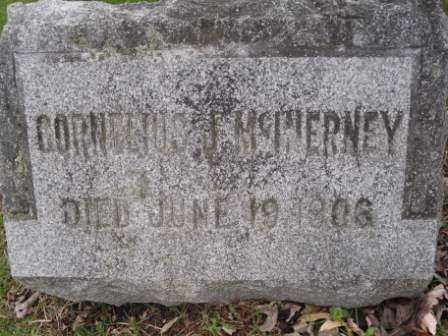 CORNELIUS J. McINERNEY
DIED JUNE 19 1906